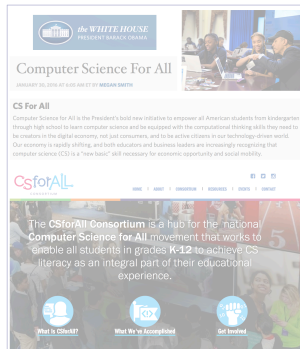 the WHITE HOUSE
PRESIDENT BARACK OBAMA
Computer Science For All
JANUARY 30, 2016 AT 6:00 AM ET BY MEGAN SMITH
CS For All
Computer Science for All is the President's bold new initiative to empower all American students from kindergarten
through high school to learn computer science and be equipped with the computational thinking skills they need to
be creators in the digital economy, not just consumers, and to be active citizens in our technology-driven world.
Our economy is rapidly shifting, and both educators and business leaders are increasingly recognizing that
computer science (CS) is a "new basic" skill necessary for economic opportunity and social mobility.
CSforALL
CONSORTIUM
HOME | ABOUT | CONSORTIUM | RESOURCES | EVENTS | CONTACT
The CSforAll Consortium is a hub for the national
Computer Science for All movement that works to
enable all students in grades K-12 to achieve CS
literacy as an integral part of their educational
experience.
What is CSforAll?
What We've Accomplished
Get Involved